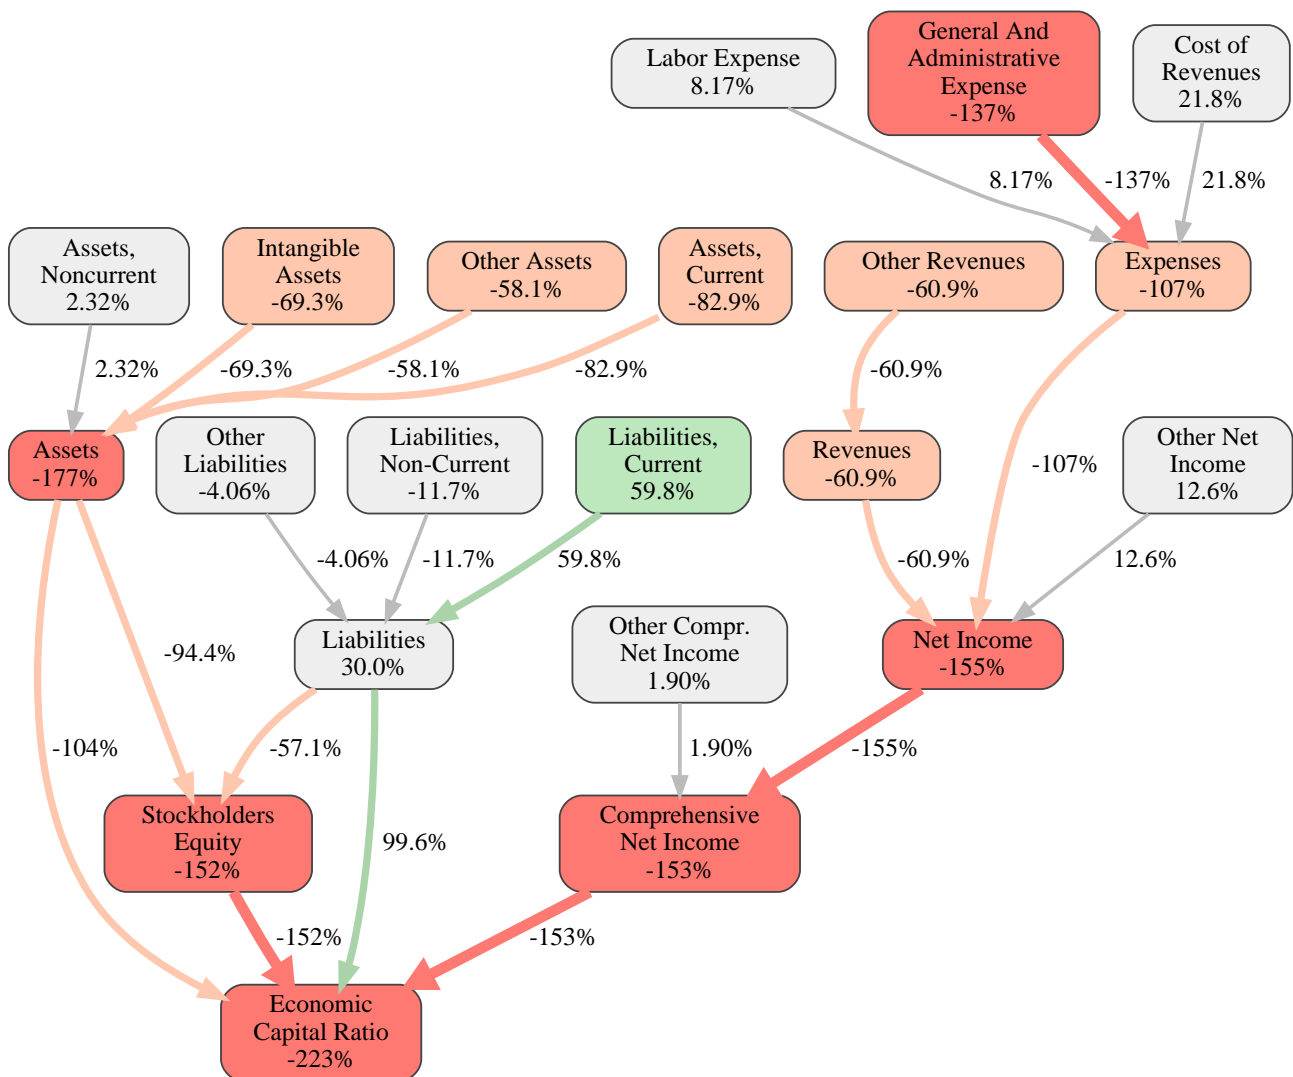 Labor Expense
8.17%
General And
Administrative
Expense
-137%
Cost of
Revenues
21.8%
8.17%
-137%
21.8%
Assets,
Noncurrent
2.32%
Intangible
Assets
-69.3%
Other Assets
-58.1%
Assets,
Current
-82.9%
Other Revenues
-60.9%
Expenses
-107%
2.32%
-69.3%
-58.1%
-82.9%
-60.9%
-107%
Assets
-177%
Other
Liabilities
-4.06%
Liabilities,
Non-Current
-11.7%
Liabilities,
Current
59.8%
Revenues
-60.9%
Other Net
Income
12.6%
-4.06%
-11.7%
59.8%
-60.9%
12.6%
Liabilities
30.0%
Other Compr.
Net Income
1.90%
Net Income
-155%
-94.4%
-104%
-57.1%
1.90%
-155%
Stockholders
Equity
-152%
99.6%
Comprehensive
Net Income
-153%
-152%
-153%
Economic
Capital Ratio
-223%